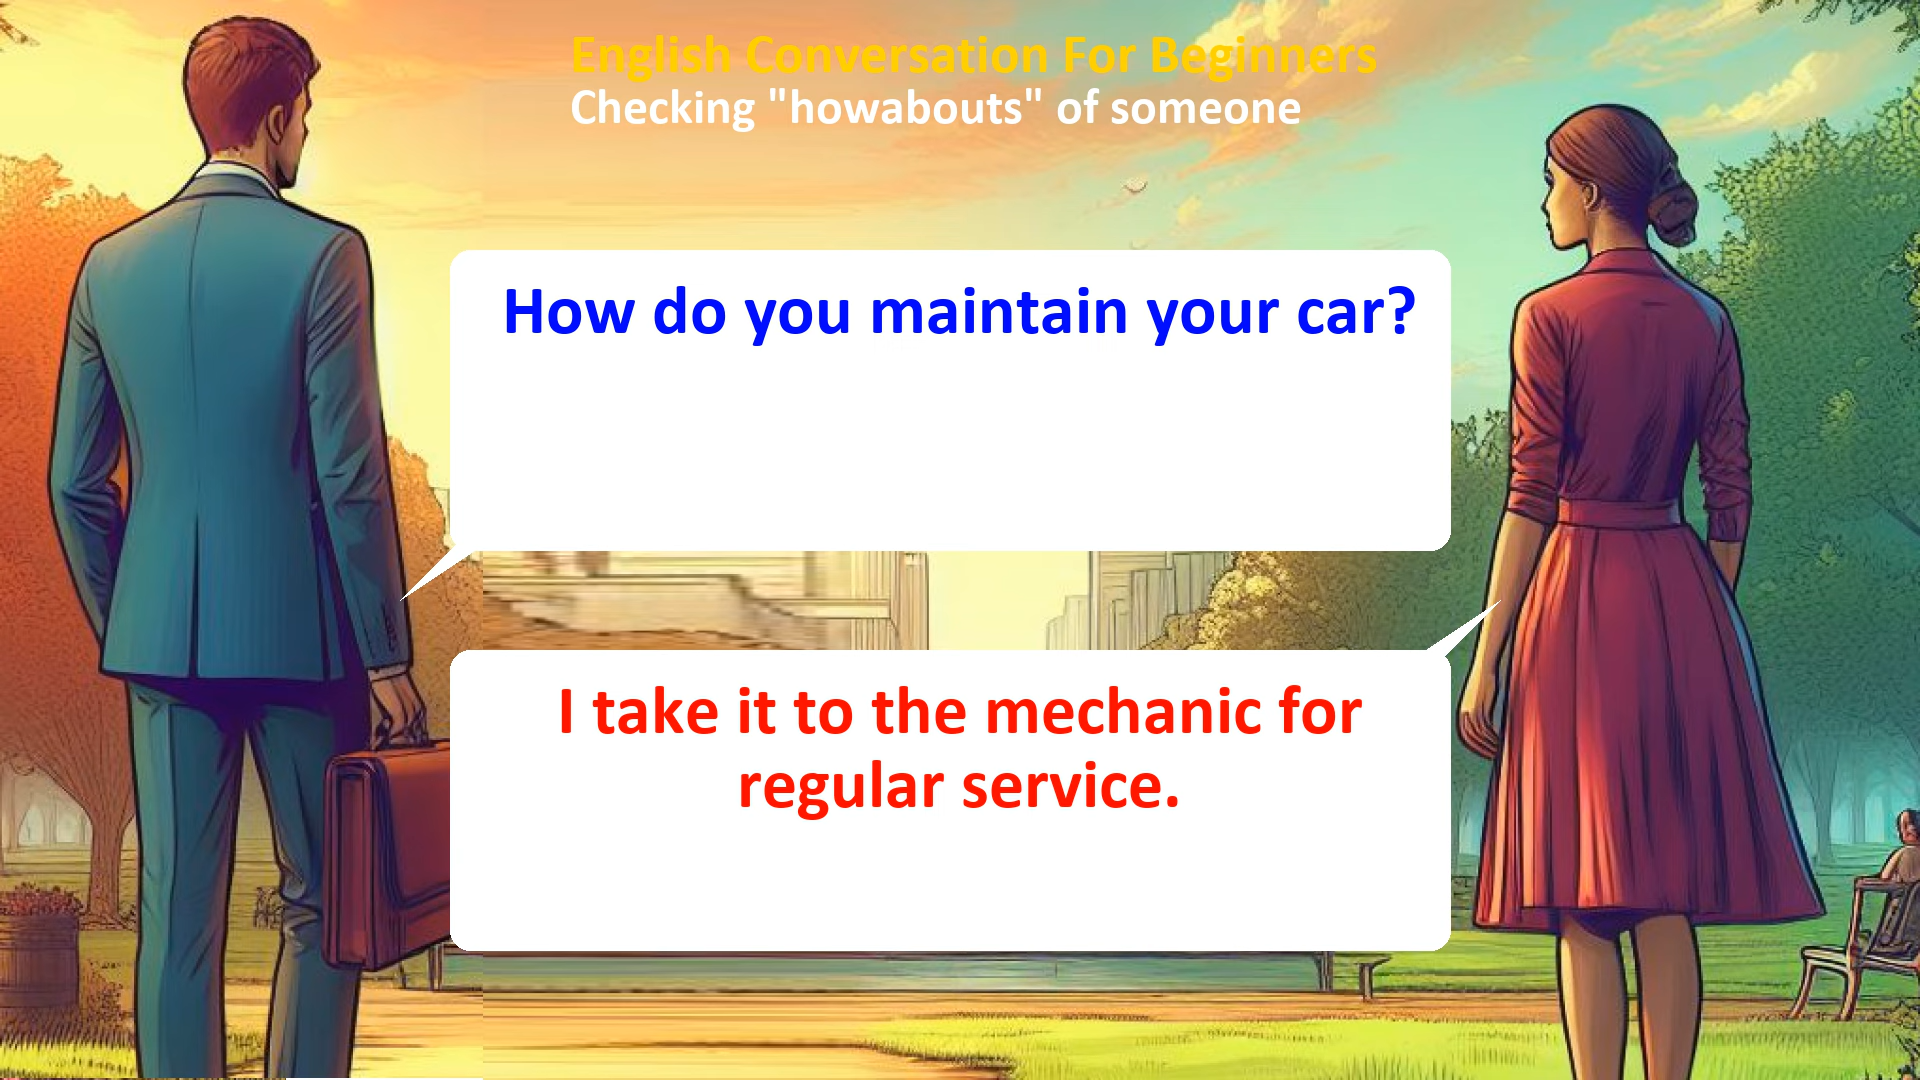 English Conversation For Beginners
Checking "howabouts" of someone
How do you maintain your car?
I take it to the mechanic for
regular service.